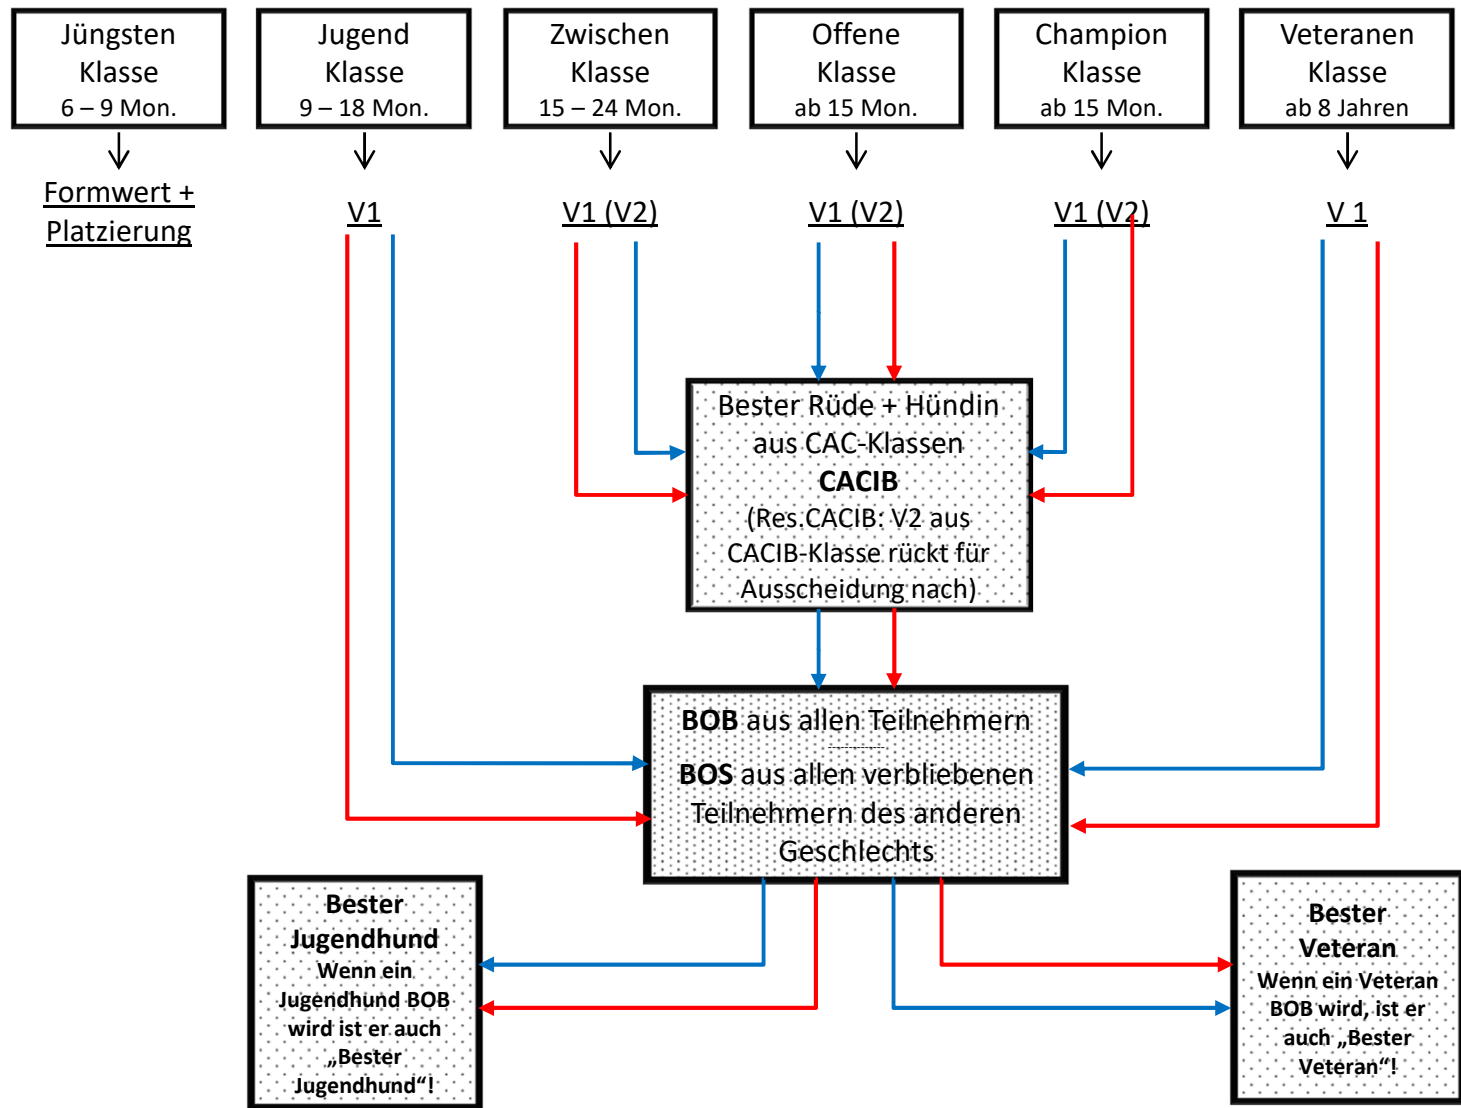 Jüngsten
Klasse
6 – 9 Mon.
Jugend
Klasse
9 – 18 Mon.
Zwischen
Klasse
15 – 24 Mon.
Offene
Klasse
ab 15 Mon.
Champion
Klasse
ab 15 Mon.
Veteranen
Klasse
ab 8 Jahren
Formwert +
Platzierung
V1
V1 (V2)
V1 (V2)
V1 (V2)
V 1
Bester Rüde + Hündin
aus CAC-Klassen
CACIB
(Res.CACIB: V2 aus
CACIB-Klasse rückt für
Ausscheidung nach)
BOB aus allen Teilnehmern
--------------
BOS aus allen verbliebenen
Teilnehmern des anderen
Geschlechts
Bester
Jugendhund
Wenn ein
Jugendhund BOB
wird ist er auch
„Bester
Jugendhund“!
Bester
Veteran
Wenn ein Veteran
BOB wird, ist er
auch „Bester
Veteran“!